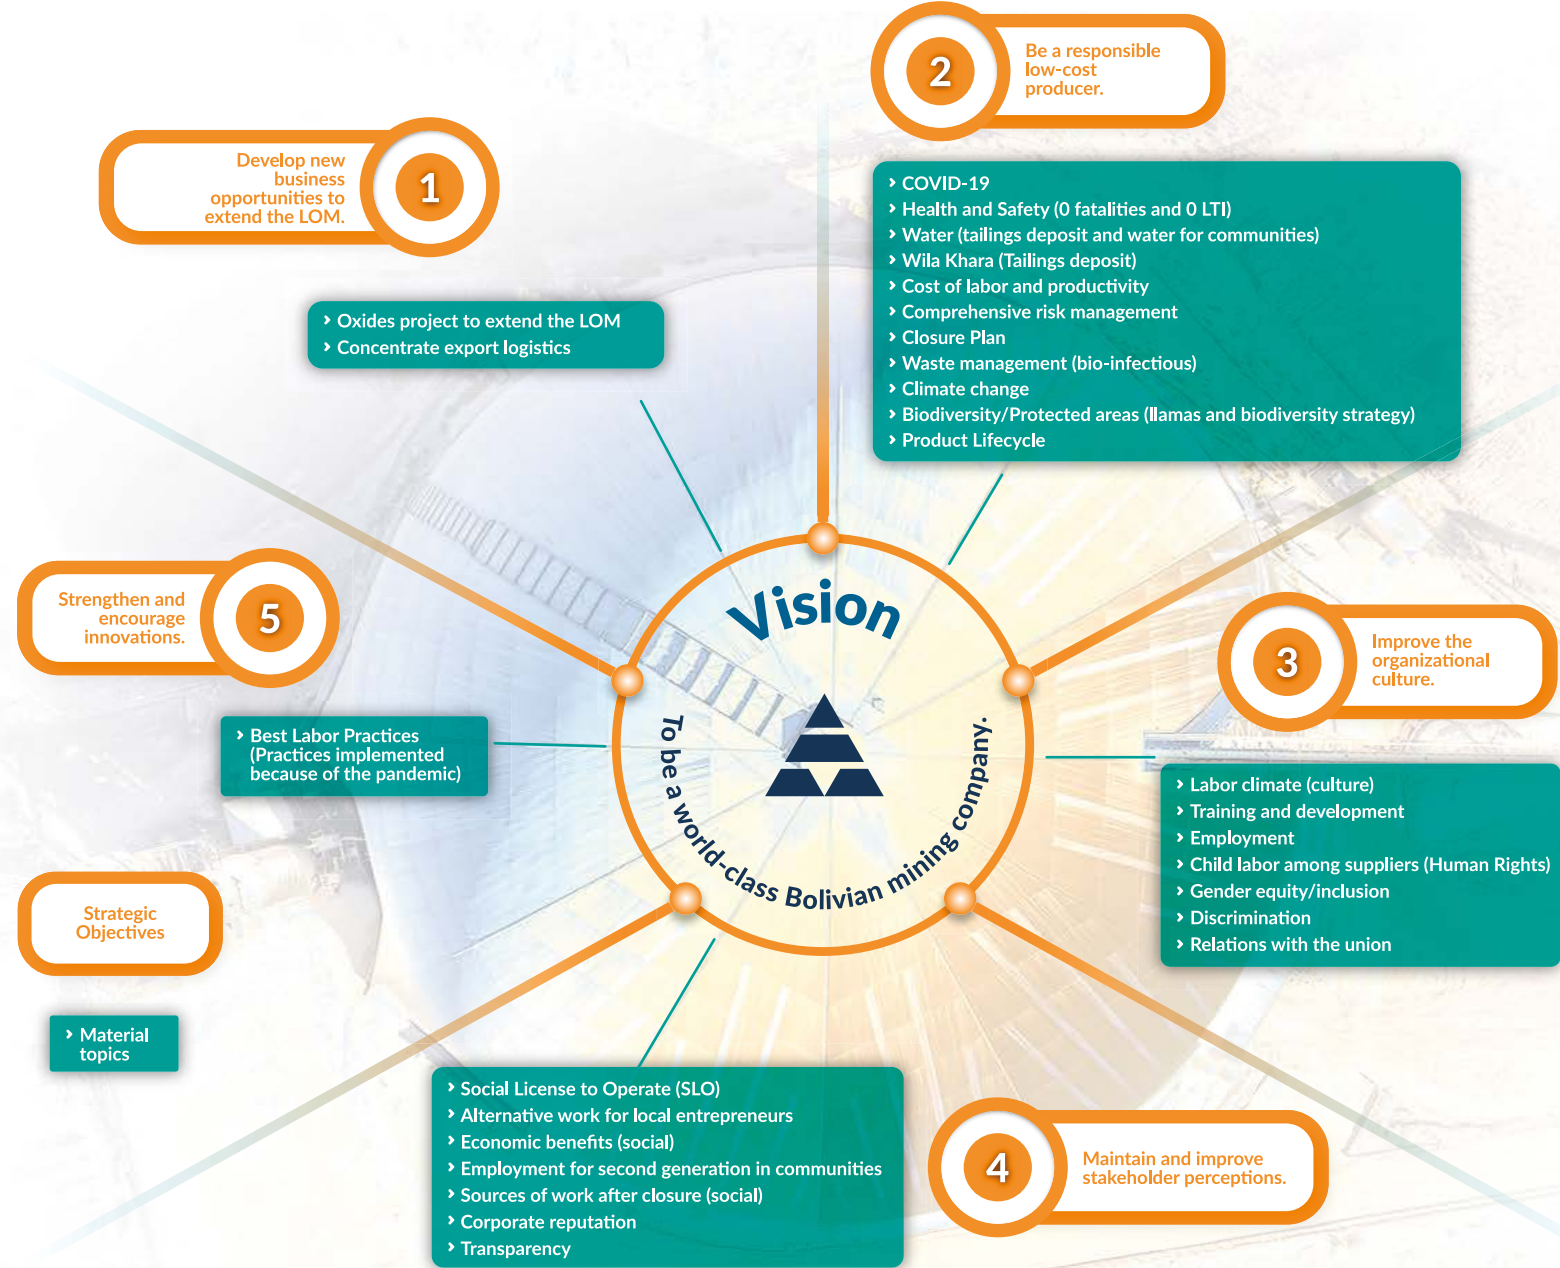 1
Develop new
business
opportunities to
extend the LOM.
› Oxides project to extend the LOM
› Concentrate export logistics
2
Be a responsible
low-cost
producer.
› COVID-19
› Health and Safety (0 fatalities and 0 LTI)
› Water (tailings deposit and water for communities)
› Wila Khara (Tailings deposit)
› Cost of labor and productivity
› Comprehensive risk management
› Closure Plan
› Waste management (bio-infectious)
› Climate change
› Biodiversity/Protected areas (llamas and biodiversity strategy)
› Product Lifecycle
Vision
To be a world-class Bolivian mining company.
3
Improve the
organizational
culture.
› Labor climate (culture)
› Training and development
› Employment
› Child labor among suppliers (Human Rights)
› Gender equity/inclusion
› Discrimination
› Relations with the union
4
Maintain and improve
stakeholder perceptions.
› Social License to Operate (SLO)
› Alternative work for local entrepreneurs
› Economic benefits (social)
› Employment for second generation in communities
› Sources of work after closure (social)
› Corporate reputation
› Transparency
5
Strengthen and
encourage
innovations.
› Best Labor Practices
(Practices implemented
because of the pandemic)
Strategic
Objectives
› Material
topics